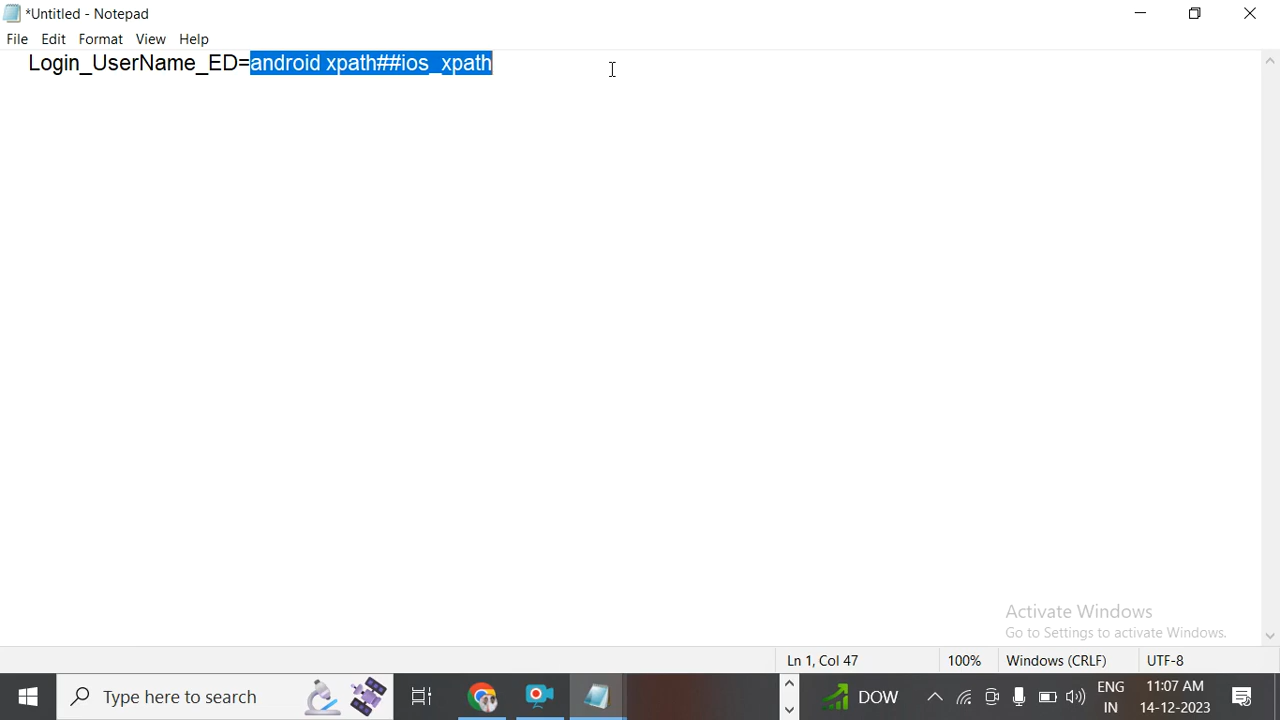 *Untitled - Notepad
File Edit Format View Help
Login_UserName_ED=android xpath##ios_xpath
Activate Windows
Go to Settings to activate Windows.
Ln 1, Col 47 100% Windows (CRLF) UTF-8
Type here to search DOW ENG IN 11:07 AM 14-12-2023